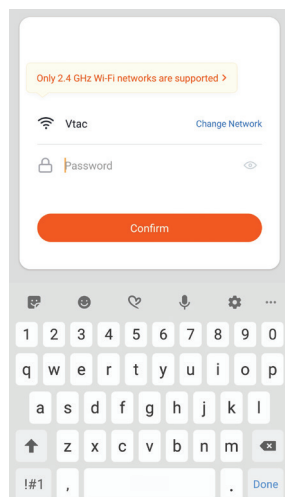 Only 2.4 GHz Wi-Fi networks are supported >
Vtac Change Network
Password
Confirm
1 2 3 4 5 6 7 8 9 0
q w e r t y u i o p
a s d f g h j k l
z x c v b n m
!#1 , . Done